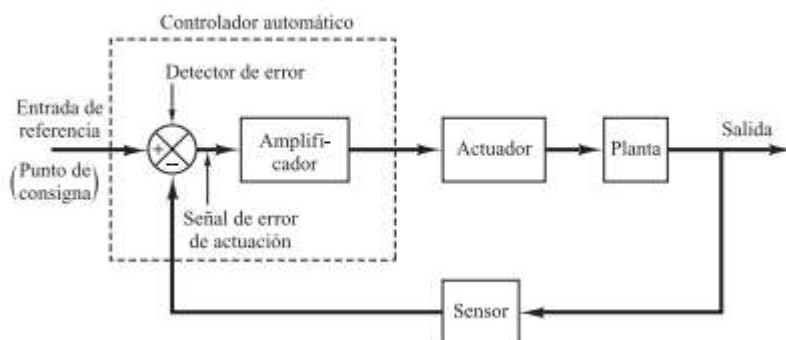 Controlador automático
Detector de error
Entrada de
referencia
(Punto de
consigna)
+
−
Amplifi-
cador
Señal de error
de actuación
Actuador
Planta
Salida
Sensor